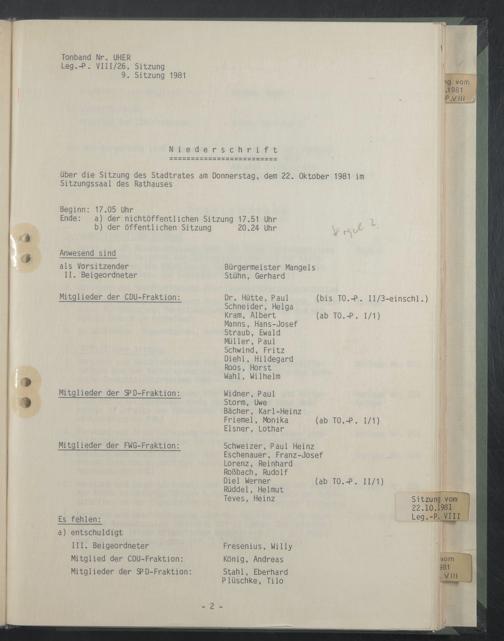 Tonband Nr. UHER
Leg.-P. VIII/26. Sitzung
9. Sitzung 1981
N i e d e r s c h r i f t
=========================
über die Sitzung des Stadtrates am Donnerstag, dem 22. Oktober 1981 im
Sitzungssaal des Rathauses
Beginn: 17.05 Uhr
Ende: a) der nichtöffentlichen Sitzung 17.51 Uhr
b) der öffentlichen Sitzung 20.24 Uhr
Anwesend sind
als Vorsitzender Bürgermeister Mangels
II. Beigeordneter Stühn, Gerhard
Mitglieder der CDU-Fraktion: Dr. Hütte, Paul (bis TO.-P. II/3-einschl.)
Schneider, Helga
Kram, Albert (ab TO.-P. I/1)
Manns, Hans-Josef
Straub, Ewald
Müller, Paul
Schwind, Fritz
Diehl, Hildegard
Roos, Horst
Wahl, Wilhelm
Mitglieder der SPD-Fraktion: Widner, Paul
Storm, Uwe
Bächer, Karl-Heinz
Friemel, Monika (ab TO.-P. I/1)
Elsner, Lothar
Mitglieder der FWG-Fraktion: Schweizer, Paul Heinz
Eschenauer, Franz-Josef
Lorenz, Reinhard
Roßbach, Rudolf
Diel Werner (ab TO.-P. II/1)
Rüddel, Helmut
Teves, Heinz
Es fehlen:
a) entschuldigt
III. Beigeordneter Fresenius, Willy
Mitglied der CDU-Fraktion: König, Andreas
Mitglieder der SPD-Fraktion: Stahl, Eberhard
Plüschke, Tilo
- 2 -
vom
1981
P. VIII
Sitzung vom
22.10.1981
Leg.-P. VIII
vom
81
VIII